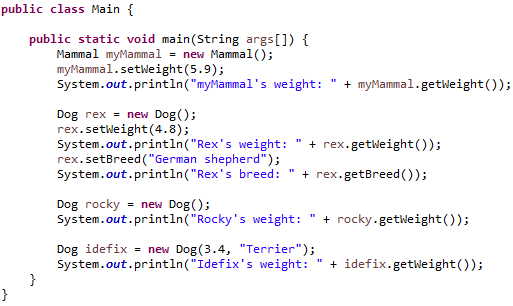 public class Main {
public static void main(String args[]) {
Mammal myMammal = new Mammal();
myMammal.setWeight(5.9);
System.out.println("myMammal's weight: " + myMammal.getWeight());
Dog rex = new Dog();
rex.setWeight(4.8);
System.out.println("Rex's weight: " + rex.getWeight());
rex.setBreed("German shepherd");
System.out.println("Rex's breed: " + rex.getBreed());
Dog rocky = new Dog();
System.out.println("Rocky's weight: " + rocky.getWeight());
Dog idefix = new Dog(3.4, "Terrier");
System.out.println("Idefix's weight: " + idefix.getWeight());
}
}